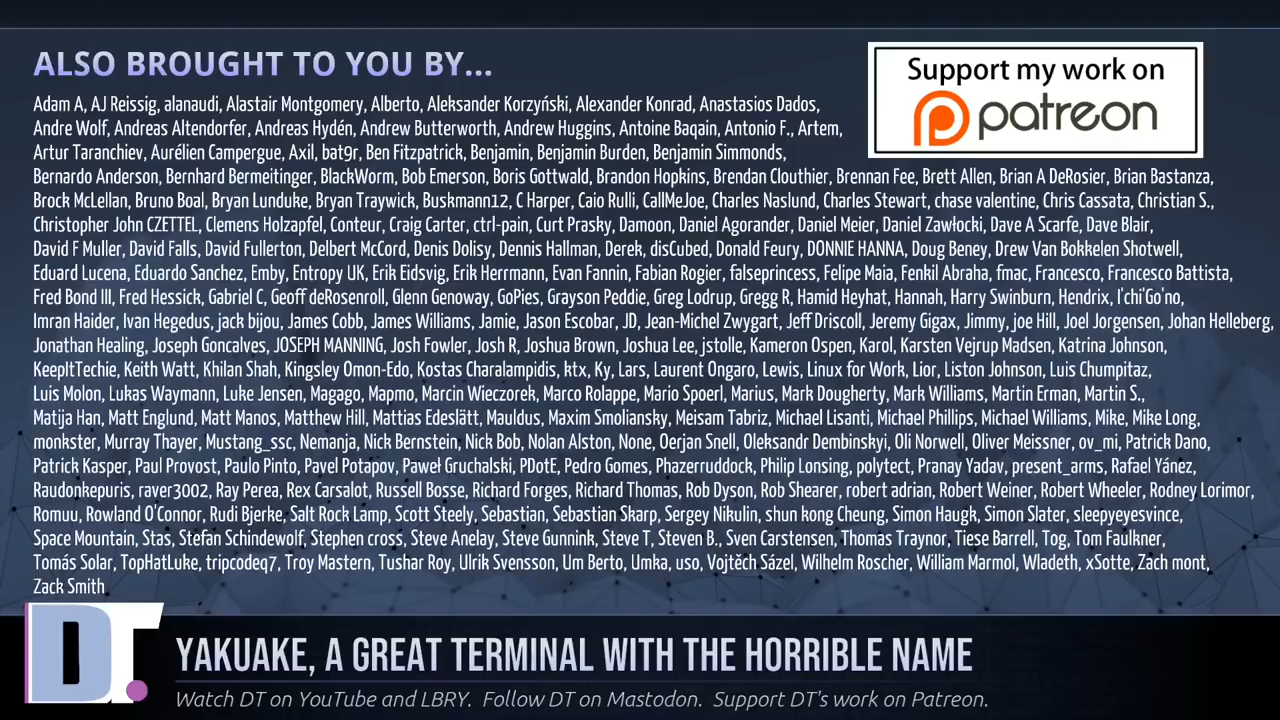 ALSO BROUGHT TO YOU BY...
Support my work on
patreon
Adam A, AJ Reissig, alanaudi, Alastair Montgomery, Alberto, Aleksander Korzyński, Alexander Konrad, Anastasios Dados,
Andre Wolf, Andreas Altendorfer, Andreas Hydén, Andrew Butterworth, Andrew Huggins, Antoine Baqain, Antonio F., Artem,
Artur Taranchiev, Aurélien Campergue, Axil, bat9r, Ben Fitzpatrick, Benjamin, Benjamin Burden, Benjamin Simmonds,
Bernardo Anderson, Bernhard Bermeitinger, BlackWorm, Bob Emerson, Boris Gottwald, Brandon Hopkins, Brendan Clouthier, Brennan Fee, Brett Allen, Brian A DeRosier, Brian Bastanza,
Brock McLellan, Bruno Boal, Bryan Lunduke, Bryan Traywick, Buskmann12, C Harper, Caio Rulli, CallMeJoe, Charles Naslund, Charles Stewart, chase valentine, Chris Cassata, Christian S.,
Christopher John CZETTEL, Clemens Holzapfel, Conteur, Craig Carter, ctrl-pain, Curt Prasky, Damoon, Daniel Agorander, Daniel Meier, Daniel Zawłocki, Dave A Scarfe, Dave Blair,
David F Muller, David Falls, David Fullerton, Delbert McCord, Denis Dolisy, Dennis Hallman, Derek, disCubed, Donald Feury, DONNIE HANNA, Doug Beney, Drew Van Bokkelen Shotwell,
Eduard Lucena, Eduardo Sanchez, Emby, Entropy UK, Erik Eidsvig, Erik Herrmann, Evan Fannin, Fabian Rogier, falseprincess, Felipe Maia, Fenkil Abraha, fmac, Francesco, Francesco Battista,
Fred Bond III, Fred Hessick, Gabriel C, Geoff deRosenroll, Glenn Genoway, GoPies, Grayson Peddie, Greg Lodrup, Gregg R, Hamid Heyhat, Hannah, Harry Swinburn, Hendrix, I'chi'Go'no,
Imran Haider, Ivan Hegedus, jack bijou, James Cobb, James Williams, Jamie, Jason Escobar, JD, Jean-Michel Zwygart, Jeff Driscoll, Jeremy Gigax, Jimmy, joe Hill, Joel Jorgensen, Johan Helleberg,
Jonathan Healing, Joseph Goncalves, JOSEPH MANNING, Josh Fowler, Josh R, Joshua Brown, Joshua Lee, jstolle, Kameron Ospen, Karol, Karsten Vejrup Madsen, Katrina Johnson,
KeepItTechie, Keith Watt, Khilan Shah, Kingsley Omon-Edo, Kostas Charalampidis, ktx, Ky, Lars, Laurent Ongaro, Lewis, Linux for Work, Lior, Liston Johnson, Luis Chumpitaz,
Luis Molon, Lukas Waymann, Luke Jensen, Magago, Mapmo, Marcin Wieczorek, Marco Rolappe, Mario Spoerl, Marius, Mark Dougherty, Mark Williams, Martin Erman, Martin S.,
Matija Han, Matt Englund, Matt Manos, Matthew Hill, Mattias Edeslätt, Mauldus, Maxim Smoliansky, Meisam Tabriz, Michael Lisanti, Michael Phillips, Michael Williams, Mike, Mike Long,
monkster, Murray Thayer, Mustang_ssc, Nemanja, Nick Bernstein, Nick Bob, Nolan Alston, None, Oerjan Snell, Oleksandr Dembinskyi, Oli Norwell, Oliver Meissner, ov_mi, Patrick Dano,
Patrick Kasper, Paul Provost, Paulo Pinto, Pavel Potapov, Paweł Gruchalski, PDotE, Pedro Gomes, Phazerruddock, Philip Lonsing, polytect, Pranay Yadav, present_arms, Rafael Yánez,
Raudonkepuris, raver3002, Ray Perea, Rex Carsalot, Russell Bosse, Richard Forges, Richard Thomas, Rob Dyson, Rob Shearer, robert adrian, Robert Weiner, Robert Wheeler, Rodney Lorimor,
Romuu, Rowland O'Connor, Rudi Bjerke, Salt Rock Lamp, Scott Steely, Sebastian, Sebastian Skarp, Sergey Nikulin, shun kong Cheung, Simon Haugk, Simon Slater, sleepyeyesvince,
Space Mountain, Stas, Stefan Schindewolf, Stephen cross, Steve Anelay, Steve Gunnink, Steve T, Steven B., Sven Carstensen, Thomas Traynor, Tiese Barrell, Tog, Tom Faulkner,
Tomás Solar, TopHatLuke, tripcodeq7, Troy Mastern, Tushar Roy, Ulrik Svensson, Um Berto, Umka, uso, Vojtěch Sázel, Wilhelm Roscher, William Marmol, Wladeth, xSotte, Zach mont,
Zack Smith
DT.
YAKUAKE, A GREAT TERMINAL WITH THE HORRIBLE NAME
Watch DT on YouTube and LBRY. Follow DT on Mastodon. Support DT's work on Patreon.